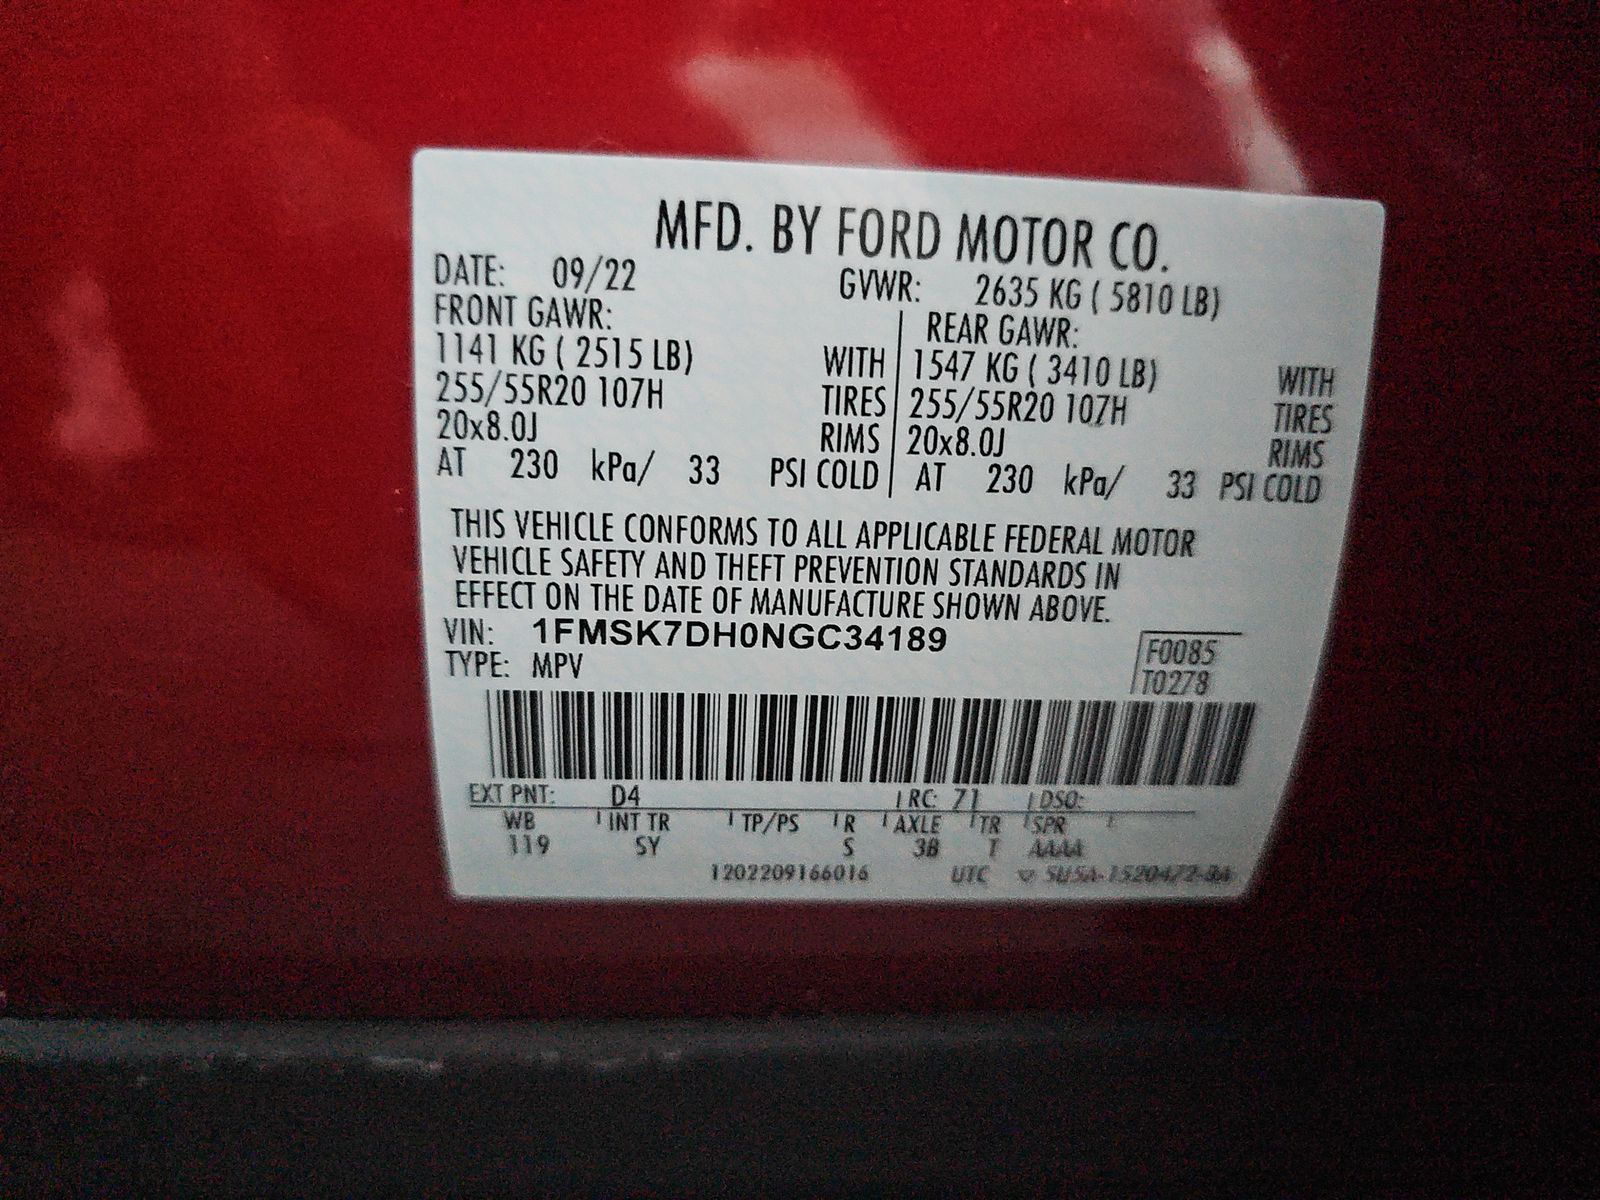 MFD. BY FORD MOTOR CO.
DATE: 09/22 GVWR: 2635 KG ( 5810 LB)
FRONT GAWR: REAR GAWR:
1141 KG ( 2515 LB) WITH 1547 KG ( 3410 LB) WITH
255/55R20 107H TIRES 255/55R20 107H TIRES
20x8.0J RIMS 20x8.0J RIMS
AT 230 kPa/ 33 PSI COLD AT 230 kPa/ 33 PSI COLD
THIS VEHICLE CONFORMS TO ALL APPLICABLE FEDERAL MOTOR
VEHICLE SAFETY AND THEFT PREVENTION STANDARDS IN
EFFECT ON THE DATE OF MANUFACTURE SHOWN ABOVE.
VIN: 1FMSK7DH0NGC34189
F0085
TYPE: MPV
T0278
EXT PNT: D4 RC: 71 DSO:
WB INT TR TP/PS R AXLE TR SPR
119 SY S 3B T AAAA
1202209166016 UTC